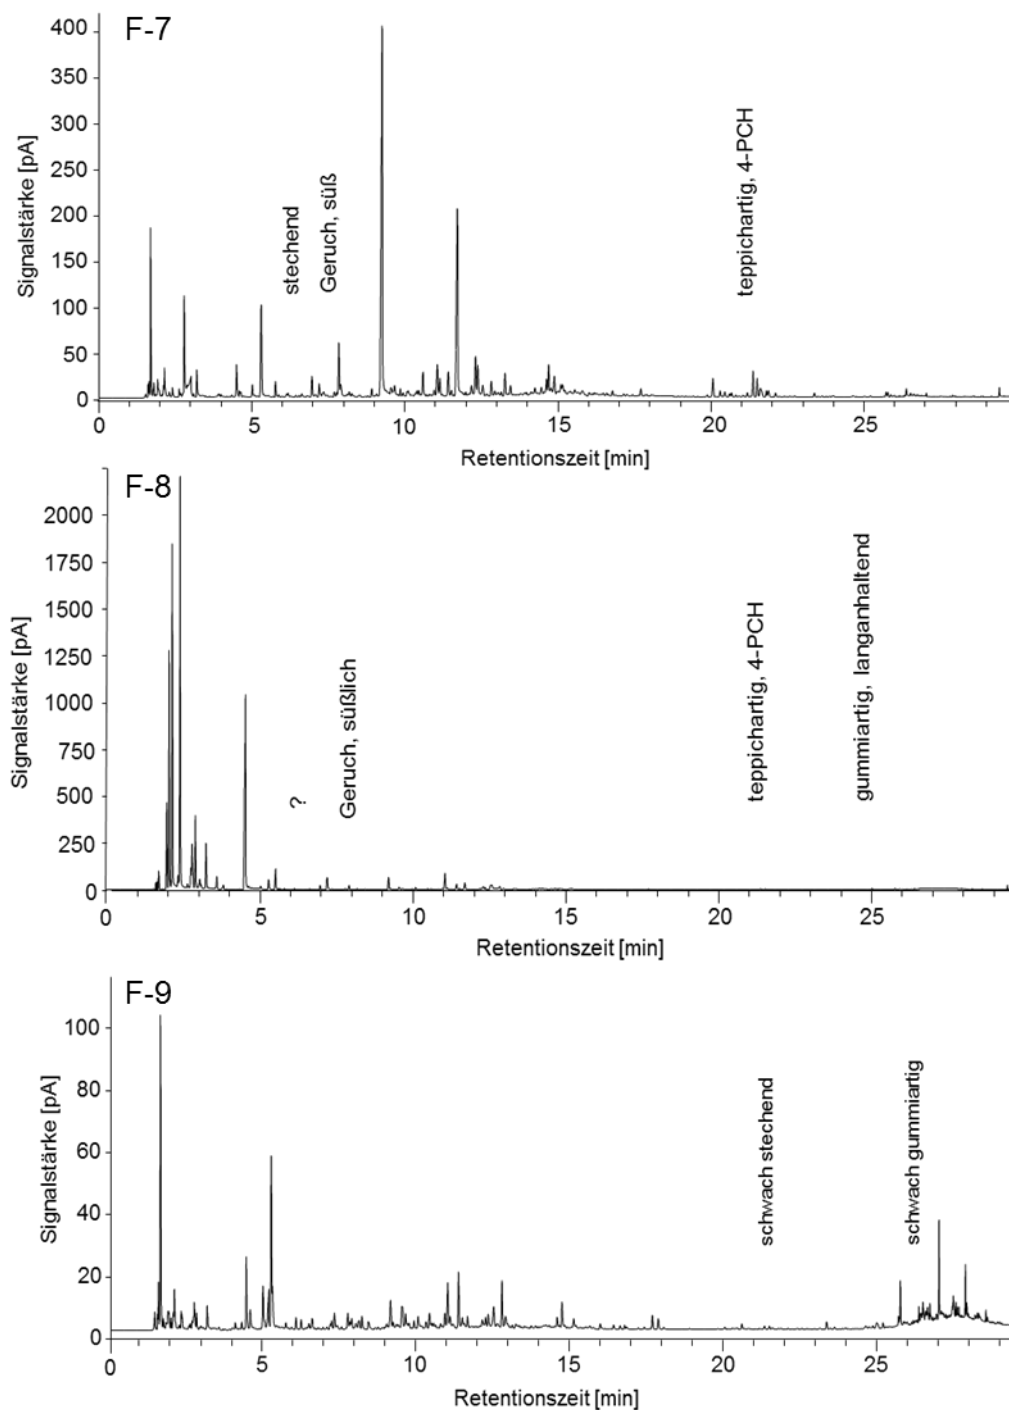 F-7
Signalstärke [pA]
400
350
300
250
200
150
100
50
0
stechend
Geruch, süß
teppichartig, 4-PCH
0 5 10 15 20 25
Retentionszeit [min]
F-8
Signalstärke [pA]
2000
1750
1500
1250
1000
750
500
250
0
?
Geruch, süßlich
teppichartig, 4-PCH
gummiartig, langanhaltend
0 5 10 15 20 25
Retentionszeit [min]
F-9
Signalstärke [pA]
100
80
60
40
20
0
schwach stechend
schwach gummiartig
0 5 10 15 20 25
Retentionszeit [min]